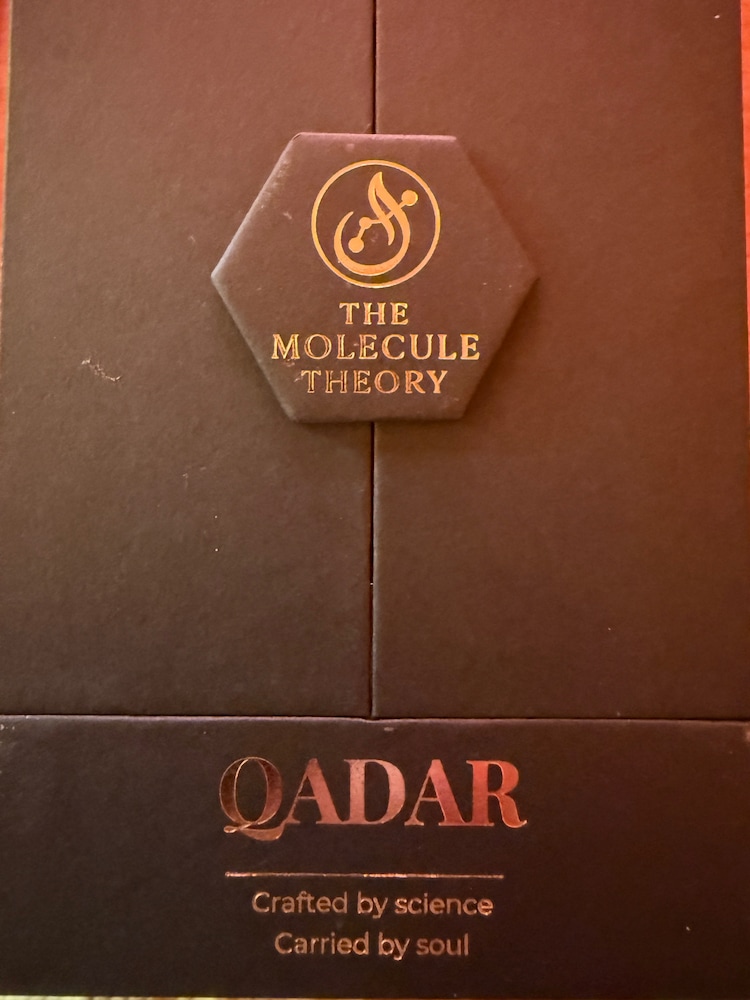 THE
MOLECULE
THEORY
QADAR
Crafted by science
Carried by soul